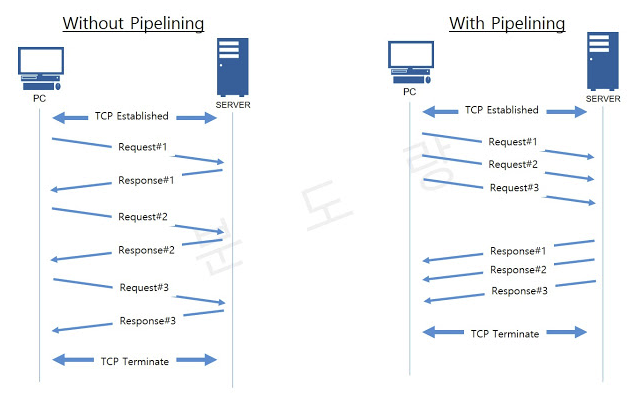 Without Pipelining
PC
SERVER
TCP Established
Request#1
Response#1
Request#2
Response#2
Request#3
Response#3
TCP Terminate
With Pipelining
PC
SERVER
TCP Established
Request#1
Request#2
Request#3
Response#1
Response#2
Response#3
TCP Terminate
분도량